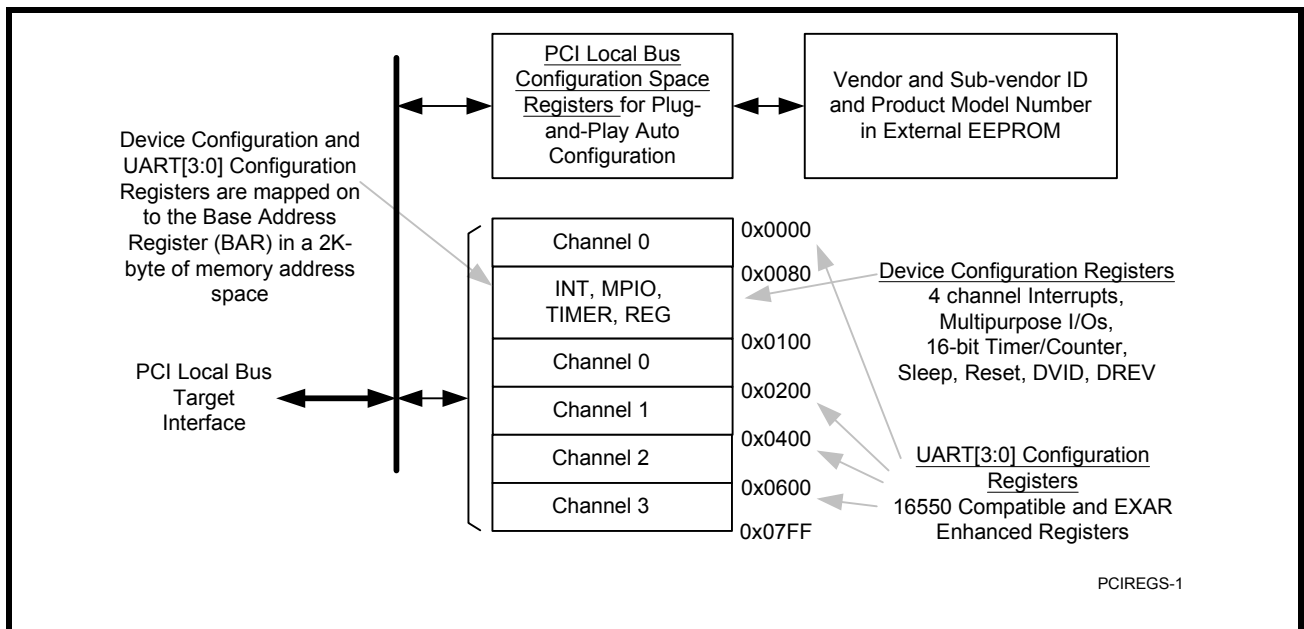 PCI Local Bus
Configuration Space
Registers for Plug-
and-Play Auto
Configuration
Vendor and Sub-vendor ID
and Product Model Number
in External EEPROM
Device Configuration and
UART[3:0] Configuration
Registers are mapped on
to the Base Address
Register (BAR) in a 2K-
byte of memory address
space
PCI Local Bus
Target
Interface
Channel 0
INT, MPIO,
TIMER, REG
Channel 0
Channel 1
Channel 2
Channel 3
0x0000
0x0080
0x0100
0x0200
0x0400
0x0600
0x07FF
Device Configuration Registers
4 channel Interrupts,
Multipurpose I/Os,
16-bit Timer/Counter,
Sleep, Reset, DVID, DREV
UART[3:0] Configuration
Registers
16550 Compatible and EXAR
Enhanced Registers
PCIREGS-1